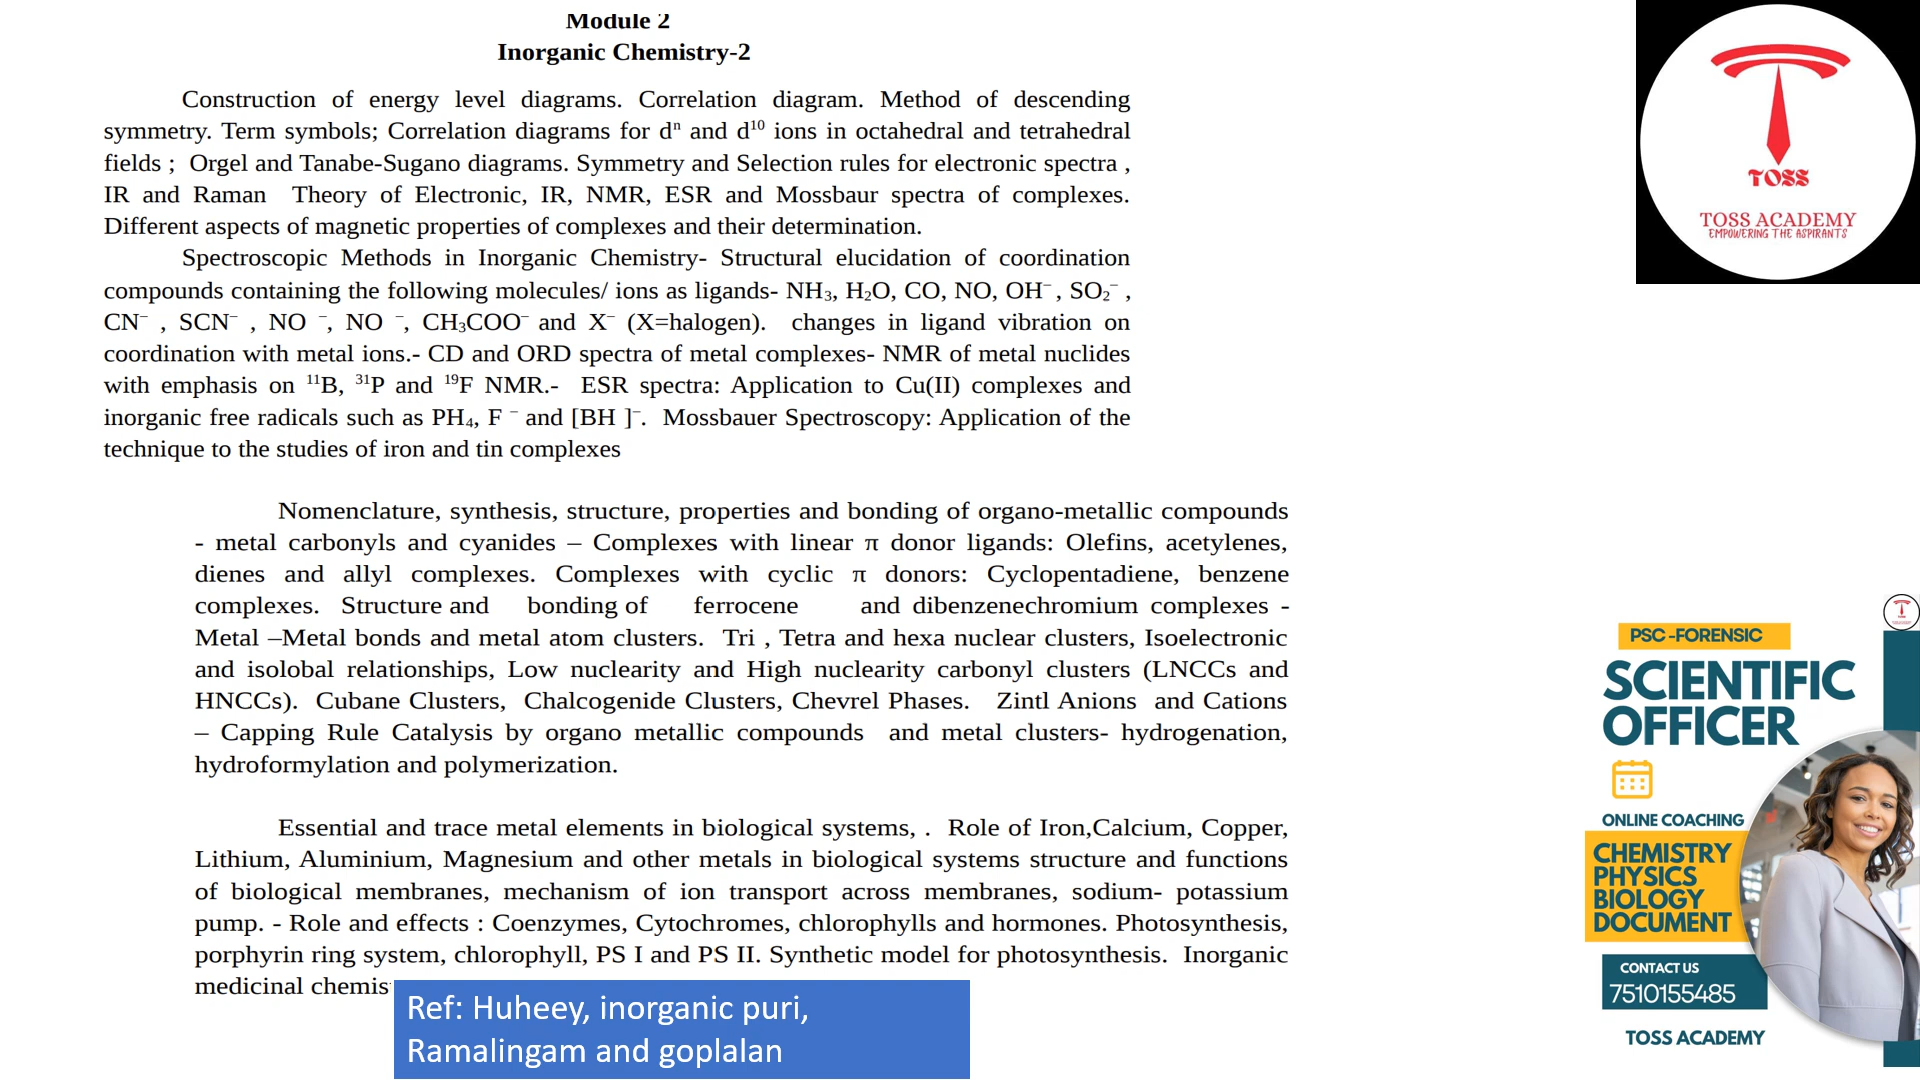 Module 2
Inorganic Chemistry-2
Construction of energy level diagrams. Correlation diagram. Method of descending
symmetry. Term symbols; Correlation diagrams for dⁿ and d¹⁰ ions in octahedral and tetrahedral
fields ; Orgel and Tanabe-Sugano diagrams. Symmetry and Selection rules for electronic spectra ,
IR and Raman Theory of Electronic, IR, NMR, ESR and Mossbaur spectra of complexes.
Different aspects of magnetic properties of complexes and their determination.
Spectroscopic Methods in Inorganic Chemistry- Structural elucidation of coordination
compounds containing the following molecules/ ions as ligands- NH₃, H₂O, CO, NO, OH⁻ , SO₂⁻ ,
CN⁻ , SCN⁻ , NO ⁻, NO ⁻, CH₃COO⁻ and X⁻ (X=halogen). changes in ligand vibration on
coordination with metal ions.- CD and ORD spectra of metal complexes- NMR of metal nuclides
with emphasis on ¹¹B, ³¹P and ¹⁹F NMR.- ESR spectra: Application to Cu(II) complexes and
inorganic free radicals such as PH₄, F ⁻ and [BH ]⁻. Mossbauer Spectroscopy: Application of the
technique to the studies of iron and tin complexes
Nomenclature, synthesis, structure, properties and bonding of organo-metallic compounds
- metal carbonyls and cyanides – Complexes with linear π donor ligands: Olefins, acetylenes,
dienes and allyl complexes. Complexes with cyclic π donors: Cyclopentadiene, benzene
complexes. Structure and bonding of ferrocene and dibenzenechromium complexes -
Metal –Metal bonds and metal atom clusters. Tri , Tetra and hexa nuclear clusters, Isoelectronic
and isolobal relationships, Low nuclearity and High nuclearity carbonyl clusters (LNCCs and
HNCCs). Cubane Clusters, Chalcogenide Clusters, Chevrel Phases. Zintl Anions and Cations
– Capping Rule Catalysis by organo metallic compounds and metal clusters- hydrogenation,
hydroformylation and polymerization.
Essential and trace metal elements in biological systems, . Role of Iron,Calcium, Copper,
Lithium, Aluminium, Magnesium and other metals in biological systems structure and functions
of biological membranes, mechanism of ion transport across membranes, sodium- potassium
pump. - Role and effects : Coenzymes, Cytochromes, chlorophylls and hormones. Photosynthesis,
porphyrin ring system, chlorophyll, PS I and PS II. Synthetic model for photosynthesis. Inorganic
medicinal chemis
Ref: Huheey, inorganic puri,
Ramalingam and goplalan
TOSS
TOSS ACADEMY
EMPOWERING THE ASPIRANTS
PSC -FORENSIC
SCIENTIFIC
OFFICER
ONLINE COACHING
CHEMISTRY
PHYSICS
BIOLOGY
DOCUMENT
CONTACT US
7510155485
TOSS ACADEMY